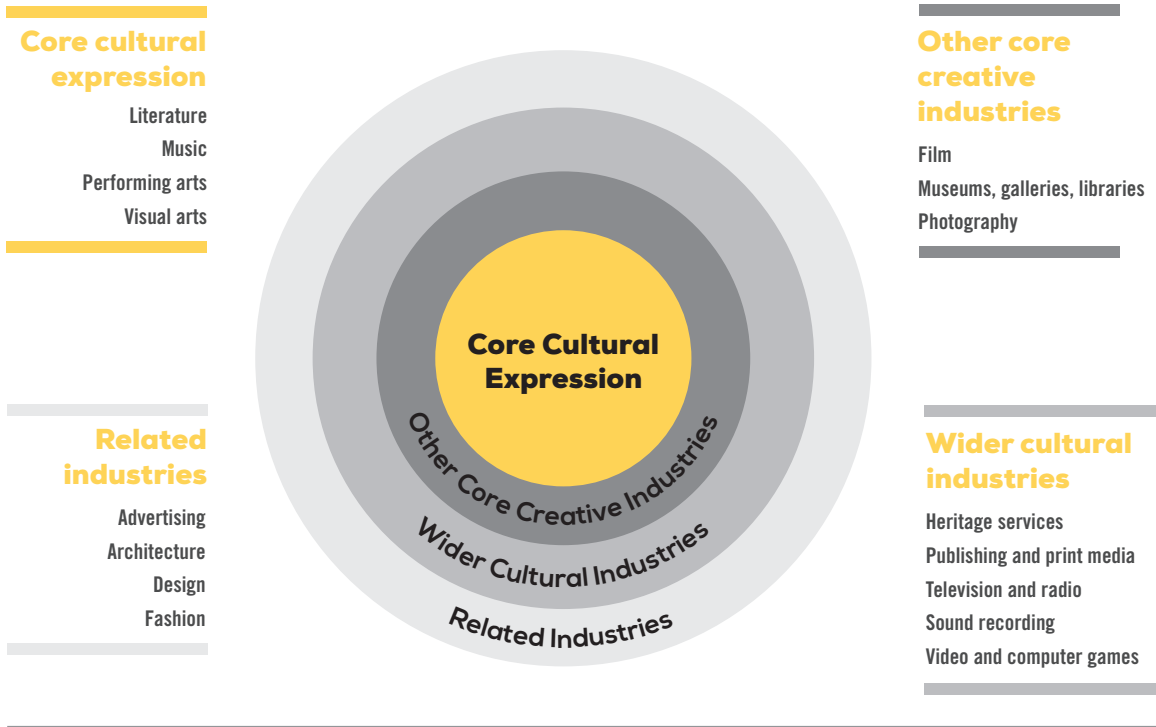 Core cultural
expression
Literature
Music
Performing arts
Visual arts
Other core
creative
industries
Film
Museums, galleries, libraries
Photography
Core Cultural
Expression
Other Core Creative Industries
Wider Cultural Industries
Related Industries
Related
industries
Advertising
Architecture
Design
Fashion
Wider cultural
industries
Heritage services
Publishing and print media
Television and radio
Sound recording
Video and computer games